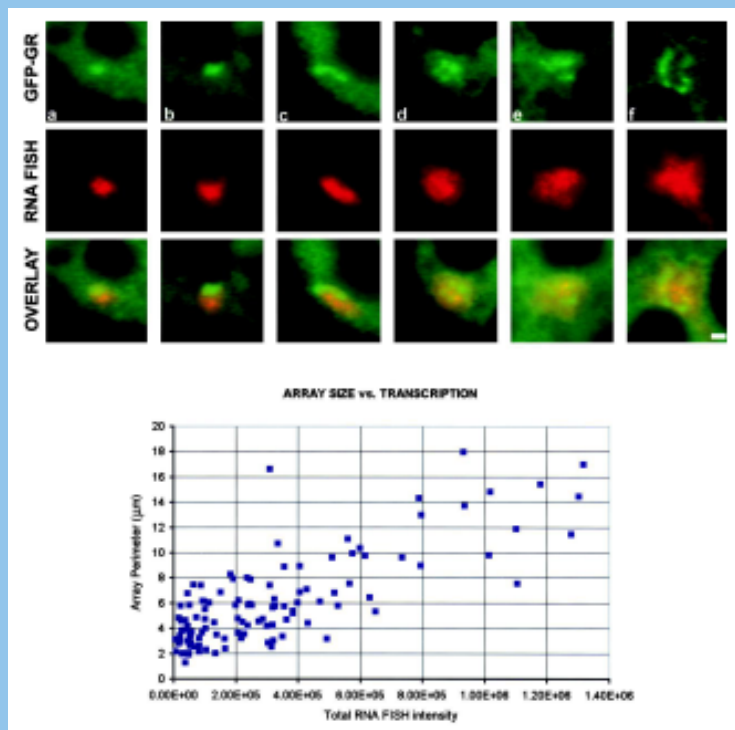 GFP-GR
a b c d e f
RNA FISH
OVERLAY
ARRAY SIZE vs. TRANSCRIPTION
Array Perimeter (µm)
20
18
16
14
12
10
8
6
4
2
0
0.00E+00 2.00E+05 4.00E+05 6.00E+05 8.00E+05 1.00E+06 1.20E+06 1.40E+06
Total RNA FISH intensity